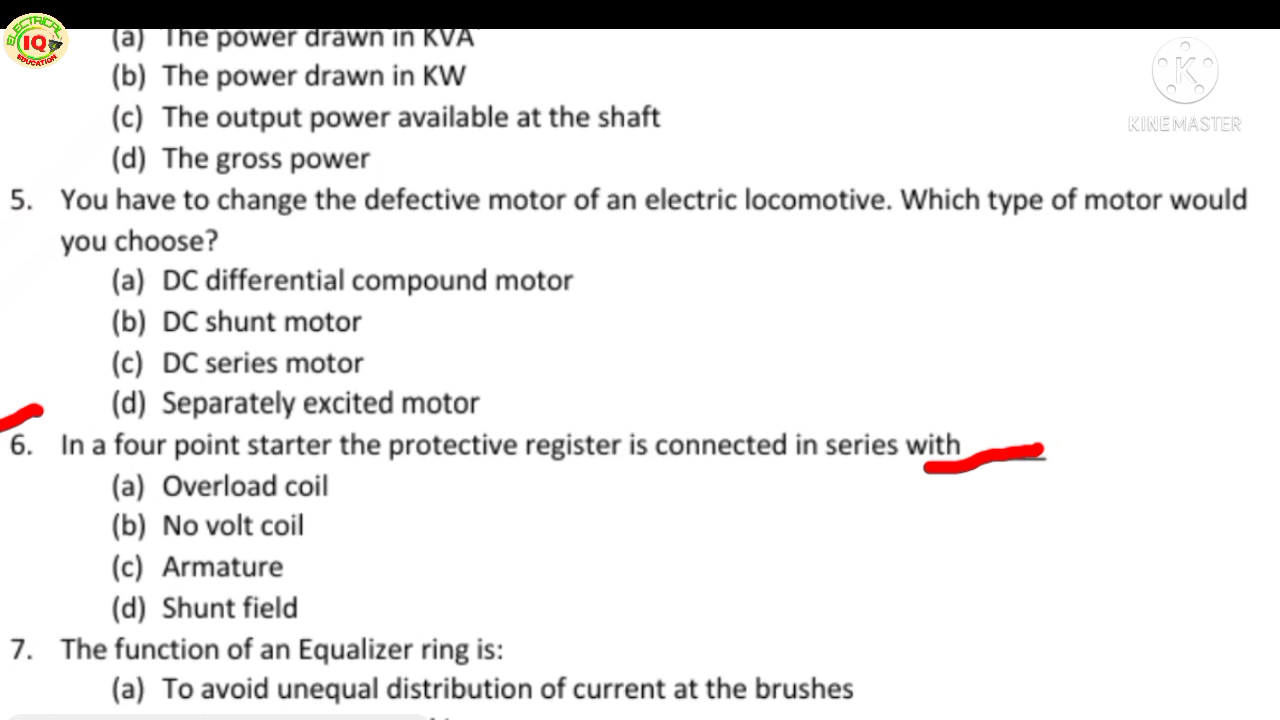 ELECTRICAL
IQ
EDUCATION
(a) The power drawn in KVA
K
KINEMASTER
(b) The power drawn in KW
(c) The output power available at the shaft
(d) The gross power
5. You have to change the defective motor of an electric locomotive. Which type of motor would
you choose?
(a) DC differential compound motor
(b) DC shunt motor
(c) DC series motor
(d) Separately excited motor
6. In a four point starter the protective register is connected in series with ______
(a) Overload coil
(b) No volt coil
(c) Armature
(d) Shunt field
7. The function of an Equalizer ring is:
(a) To avoid unequal distribution of current at the brushes